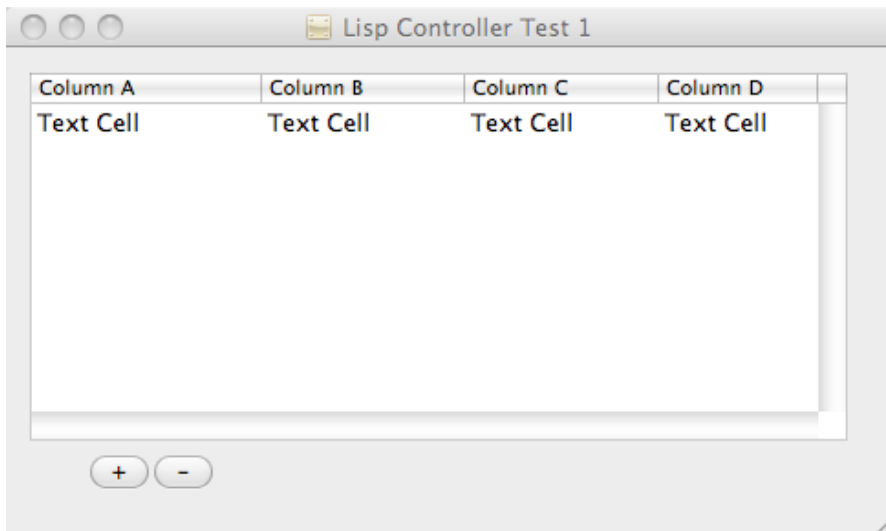 Lisp Controller Test 1
Column A Column B Column C Column D
Text Cell Text Cell Text Cell Text Cell
+ -